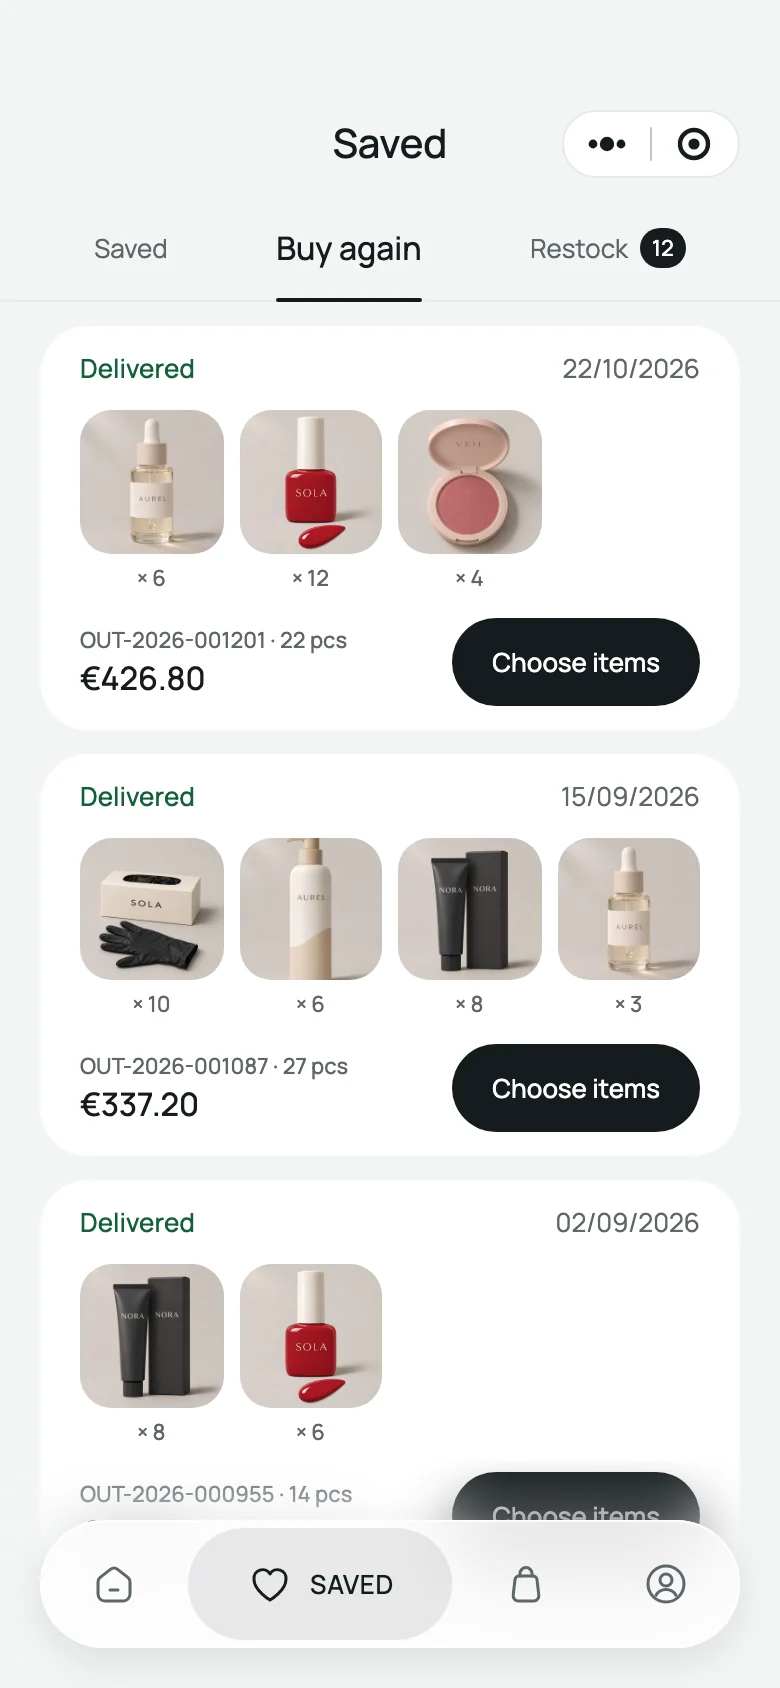 Saved
Saved
Buy again
Restock 12
Delivered
22/10/2026
AUREL
SOLA
VEIL
× 6
× 12
× 4
OUT-2026-001201 · 22 pcs
€426.80
Choose items
Delivered
15/09/2026
SOLA
AUREL
NORA NORA
AUREL
× 10
× 6
× 8
× 3
OUT-2026-001087 · 27 pcs
€337.20
Choose items
Delivered
02/09/2026
NORA NORA
SOLA
× 8
× 6
OUT-2026-000955 · 14 pcs
Choose items
SAVED